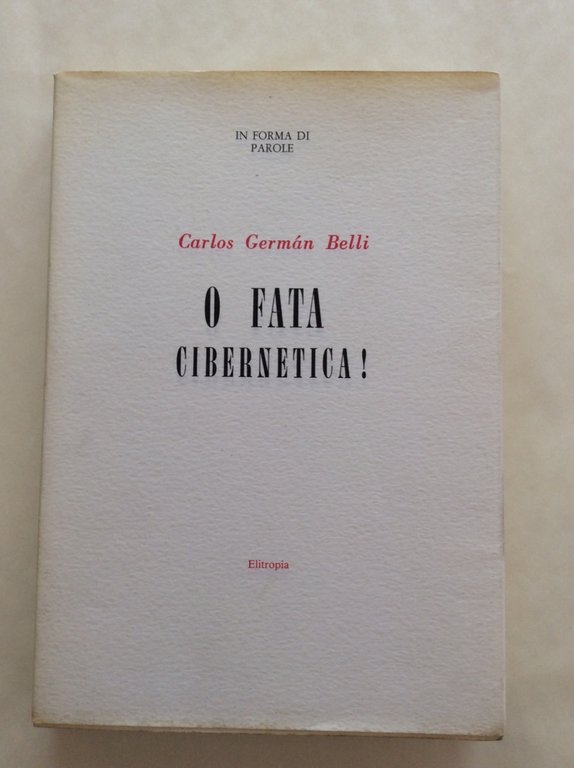 IN FORMA DI
PAROLE
Carlos Germán Belli
O FATA
CIBERNETICA!
Elitropia